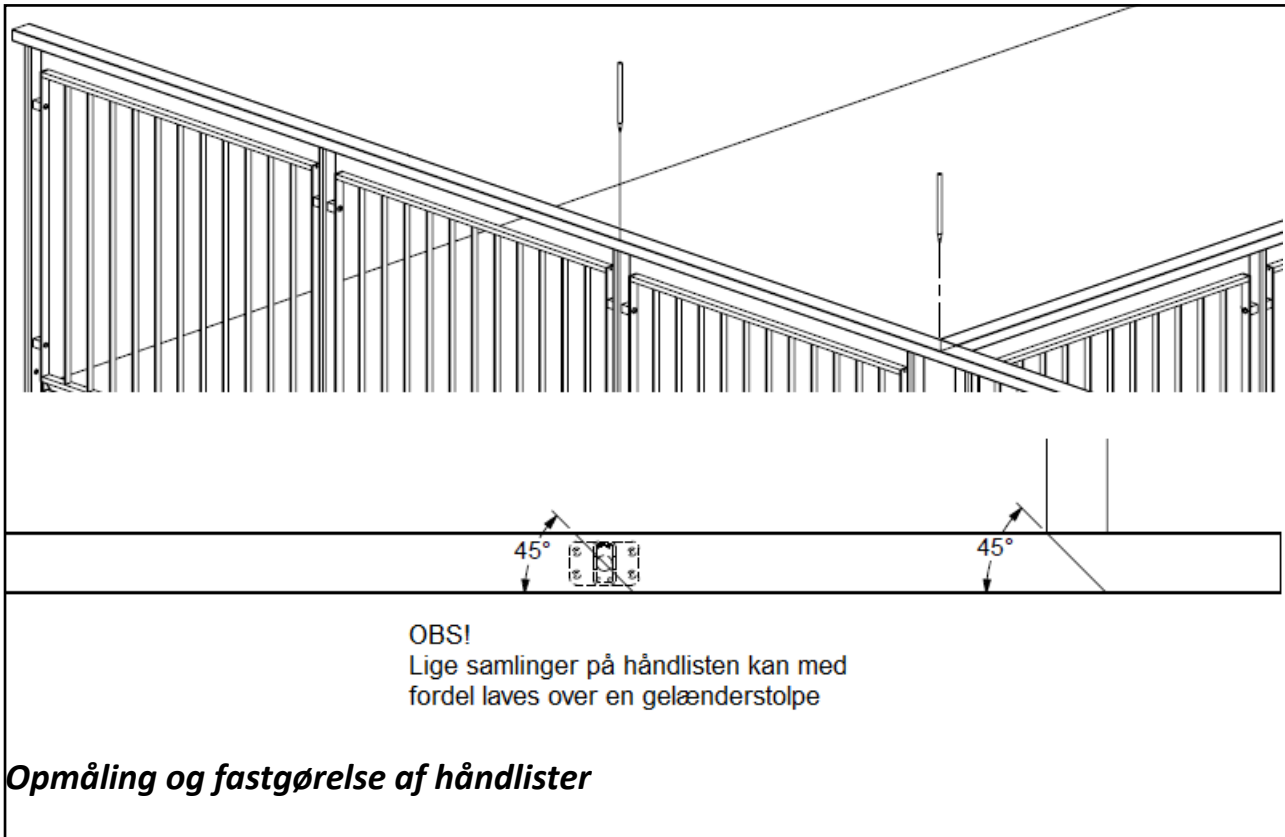 45°
45°
OBS!
Lige samlinger på håndlisten kan med
fordel laves over en gelænderstolpe
Opmåling og fastgørelse af håndlister